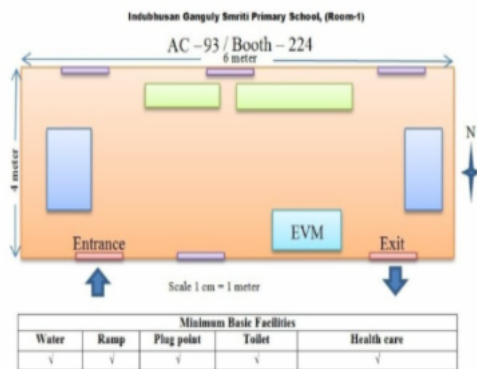 Indubhusan Ganguly Smriti Primary School, (Room-1)
AC – 93 / Booth – 224
6 meter
4 meter
N
EVM
Entrance
Exit
Scale 1 cm = 1 meter
Minimum Basic Facilities
Water Ramp Plug point Toilet Health care
√ √ √ √ √